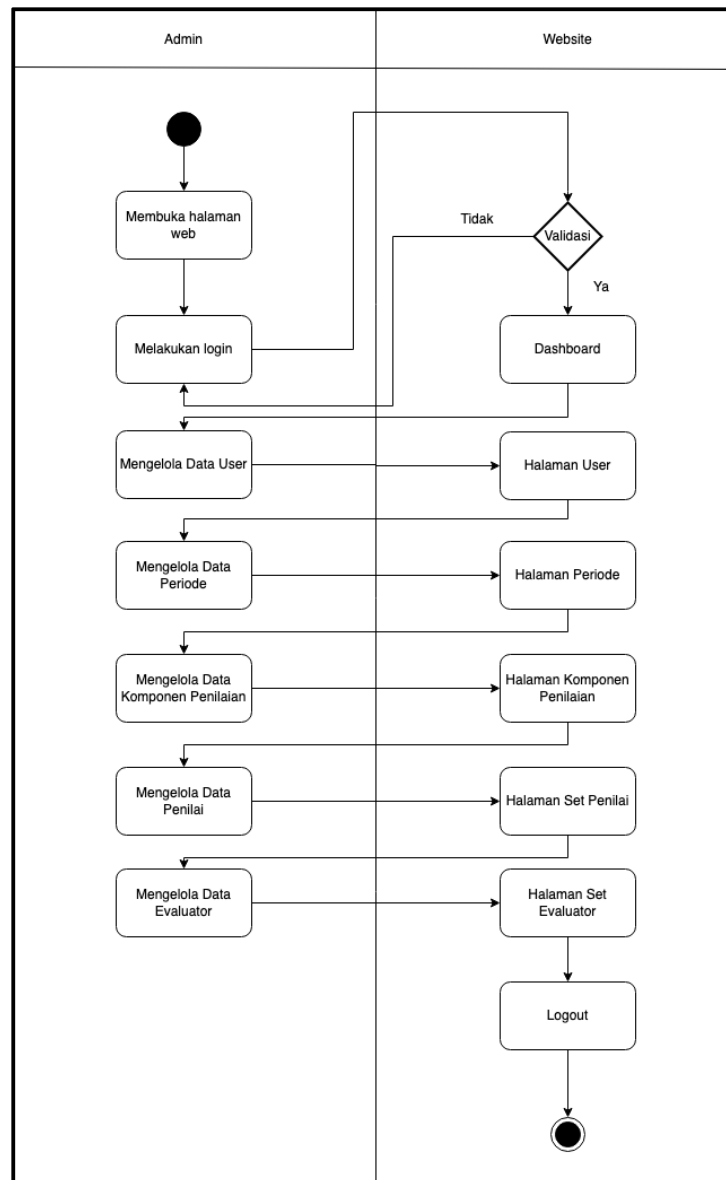 Admin
Website
Membuka halaman
web
Tidak
Validasi
Ya
Melakukan login
Dashboard
Mengelola Data User
Halaman User
Mengelola Data
Periode
Halaman Periode
Mengelola Data
Komponen Penilaian
Halaman Komponen
Penilaian
Mengelola Data
Penilai
Halaman Set Penilai
Mengelola Data
Evaluator
Halaman Set
Evaluator
Logout